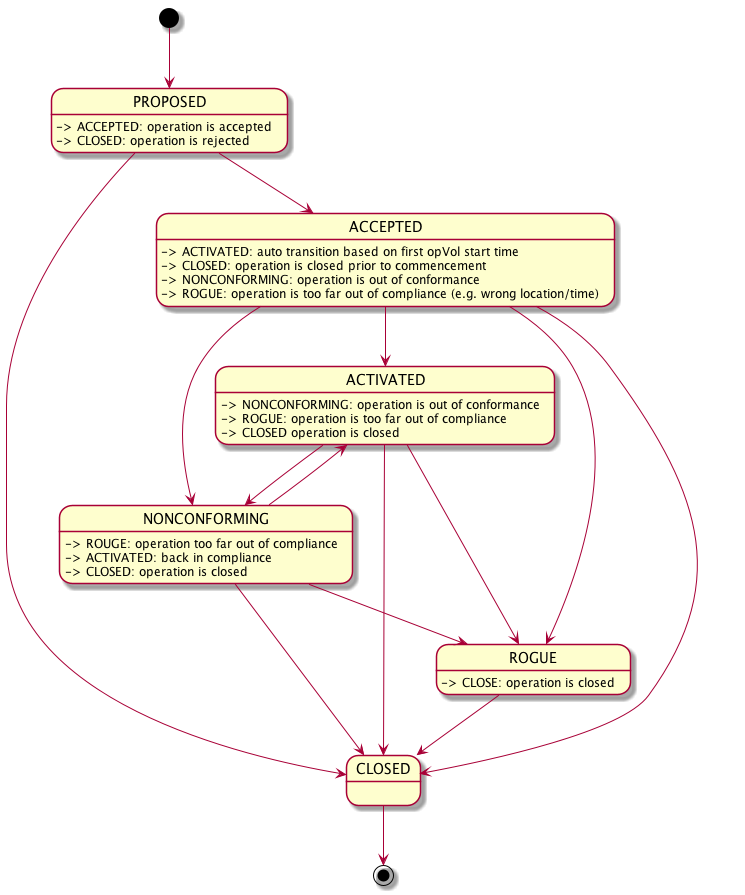 PROPOSED
-> ACCEPTED: operation is accepted
-> CLOSED: operation is rejected
ACCEPTED
-> ACTIVATED: auto transition based on first opVol start time
-> CLOSED: operation is closed prior to commencement
-> NONCONFORMING: operation is out of conformance
-> ROGUE: operation is too far out of compliance (e.g. wrong location/time)
ACTIVATED
-> NONCONFORMING: operation is out of conformance
-> ROGUE: operation is too far out of compliance
-> CLOSED operation is closed
NONCONFORMING
-> ROUGE: operation too far out of compliance
-> ACTIVATED: back in compliance
-> CLOSED: operation is closed
ROGUE
-> CLOSE: operation is closed
CLOSED